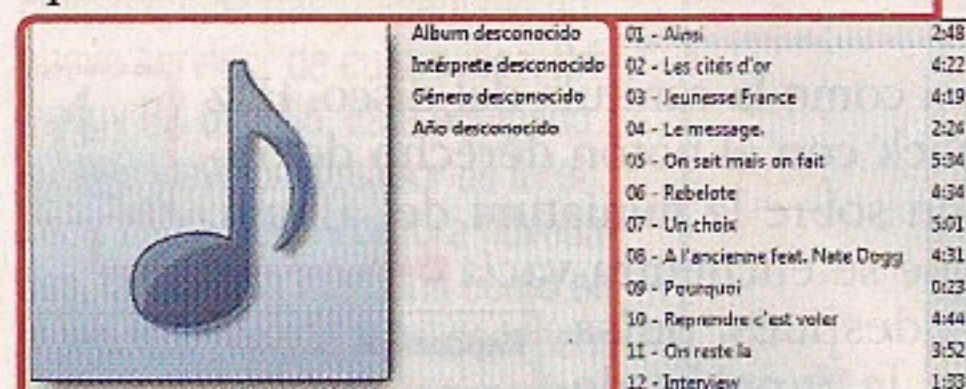 Album desconocido
Intérprete desconocido
Género desconocido
Año desconocido
01 - Ainsi 2:48
02 - Les cités d'or 4:22
03 - Jeunesse France 4:19
04 - Le message. 2:26
05 - On sait mais on fait 5:34
06 - Rebelote 4:34
07 - Un choix 5:01
08 - A l'ancienne feat. Nate Dogg 4:31
09 - Pourquoi 0:23
10 - Reprendre c'est voler 4:44
11 - On reste la 3:52
12 - Interview 1:33